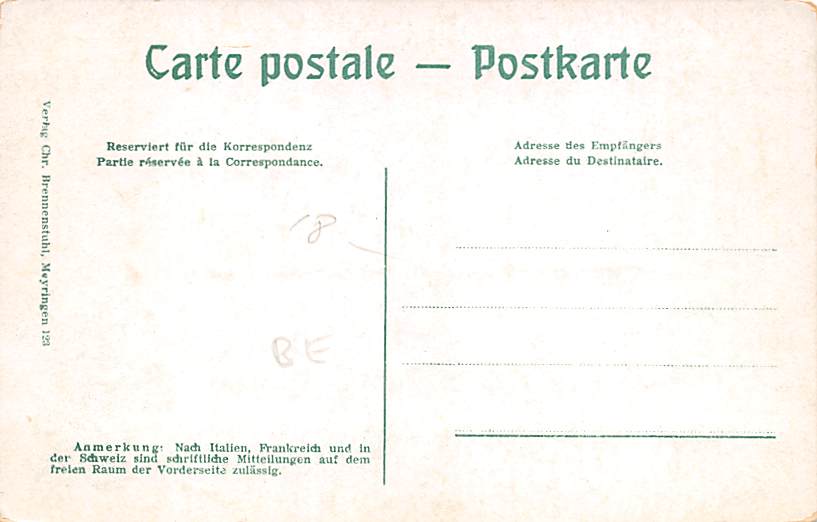 Carte postale — Postkarte
Reserviert für die Korrespondenz
Partie réservée à la Correspondance.
Adresse des Empfängers
Adresse du Destinataire.
Verlag Chr. Brennenstuhl, Meyringen 123
18 -
BE
Anmerkung: Nach Italien, Frankreich und in
der Schweiz sind schriftliche Mitteilungen auf dem
freien Raum der Vorderseite zulässig.